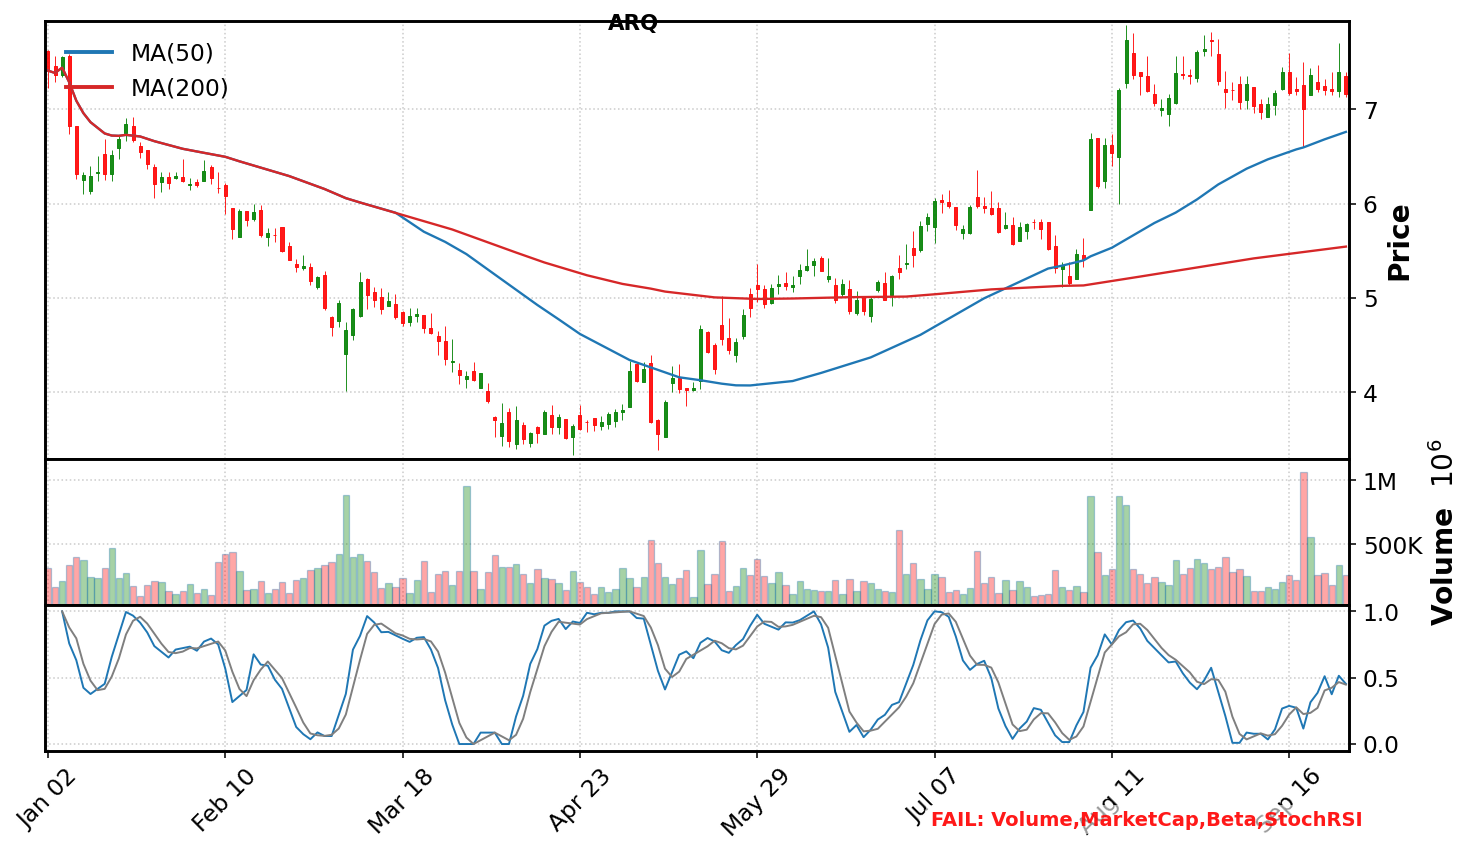 ARQ
MA(50)
MA(200)
7
6
5
4
Price
1M
500K
Volume 10^6
1.0
0.5
0.0
Jan 02
Feb 10
Mar 18
Apr 23
May 29
Jul 07
Aug 11
Sep 16
FAIL: Volume,MarketCap,Beta,StochRSI